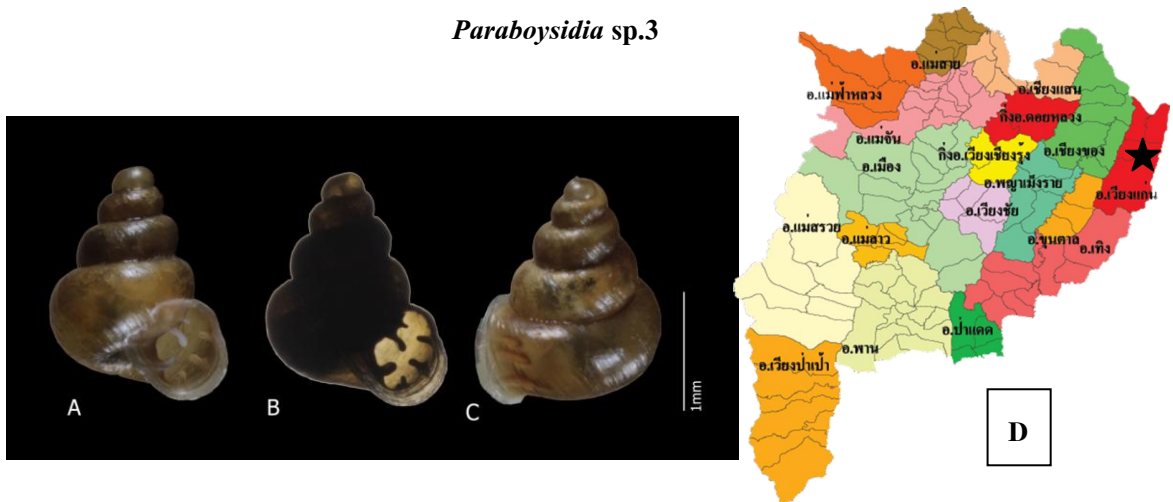 Paraboysidia sp.3
A
B
C
1mm
อ.แม่สาย
อ.แม่ฟ้าหลวง
อ.เชียงแสน
กิ่งอ.ดอยหลวง
อ.แม่จัน
อ.เมือง
กิ่งอ.เวียงเชียงรุ้ง
อ.เชียงของ
อ.พญาเม็งราย
อ.เวียงแก่น
อ.เวียงชัย
อ.แม่สรวย
อ.แม่ลาว
อ.ขุนตาล
อ.เทิง
อ.ป่าแดด
อ.พาน
อ.เวียงป่าเป้า
D